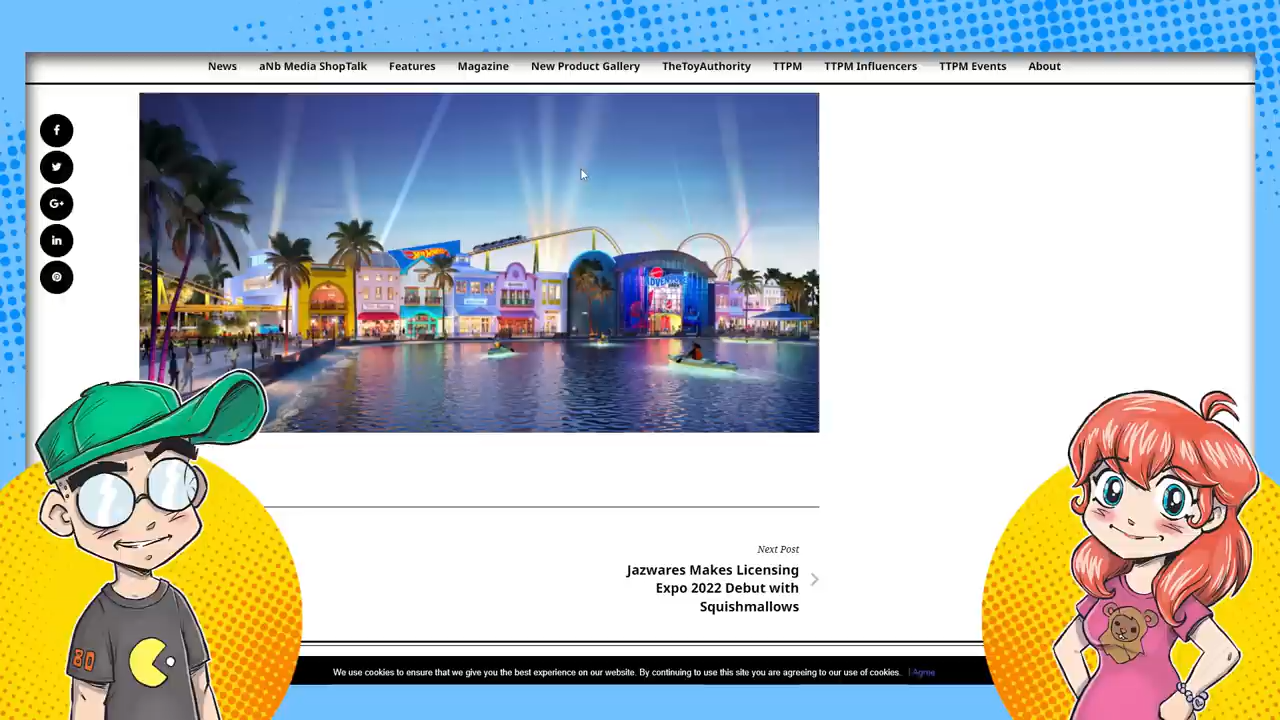 News aNb Media ShopTalk Features Magazine New Product Gallery TheToyAuthority TTPM TTPM Influencers TTPM Events About
f
G+
in
Hot Wheels
Next Post
Jazwares Makes Licensing
Expo 2022 Debut with
Squishmallows
80
We use cookies to ensure that we give you the best experience on our website. By continuing to use this site you are agreeing to our use of cookies. | Agree